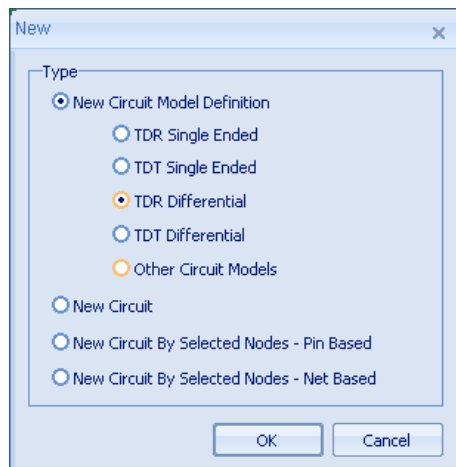 New
Type
New Circuit Model Definition
TDR Single Ended
TDT Single Ended
TDR Differential
TDT Differential
Other Circuit Models
New Circuit
New Circuit By Selected Nodes - Pin Based
New Circuit By Selected Nodes - Net Based
OK Cancel